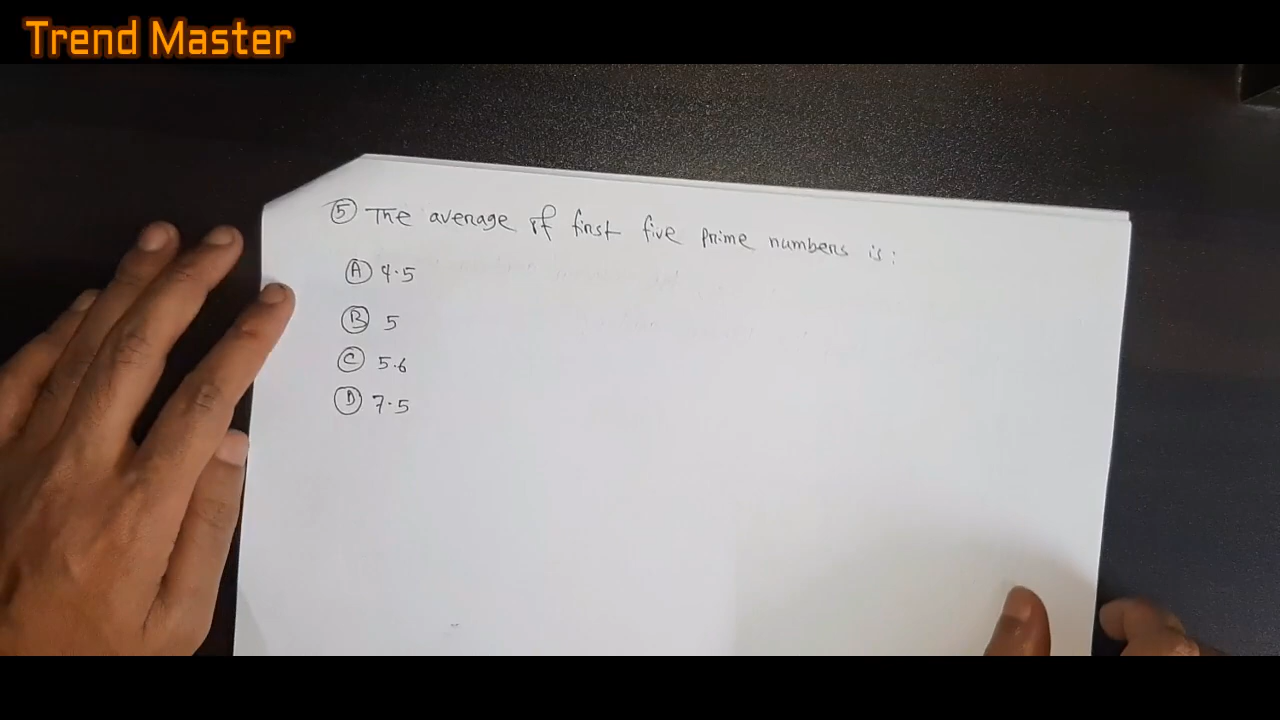 Trend Master
⑤ The average of first five prime numbers is:
Ⓐ 4.5
Ⓑ 5
Ⓒ 5.6
Ⓓ 7.5